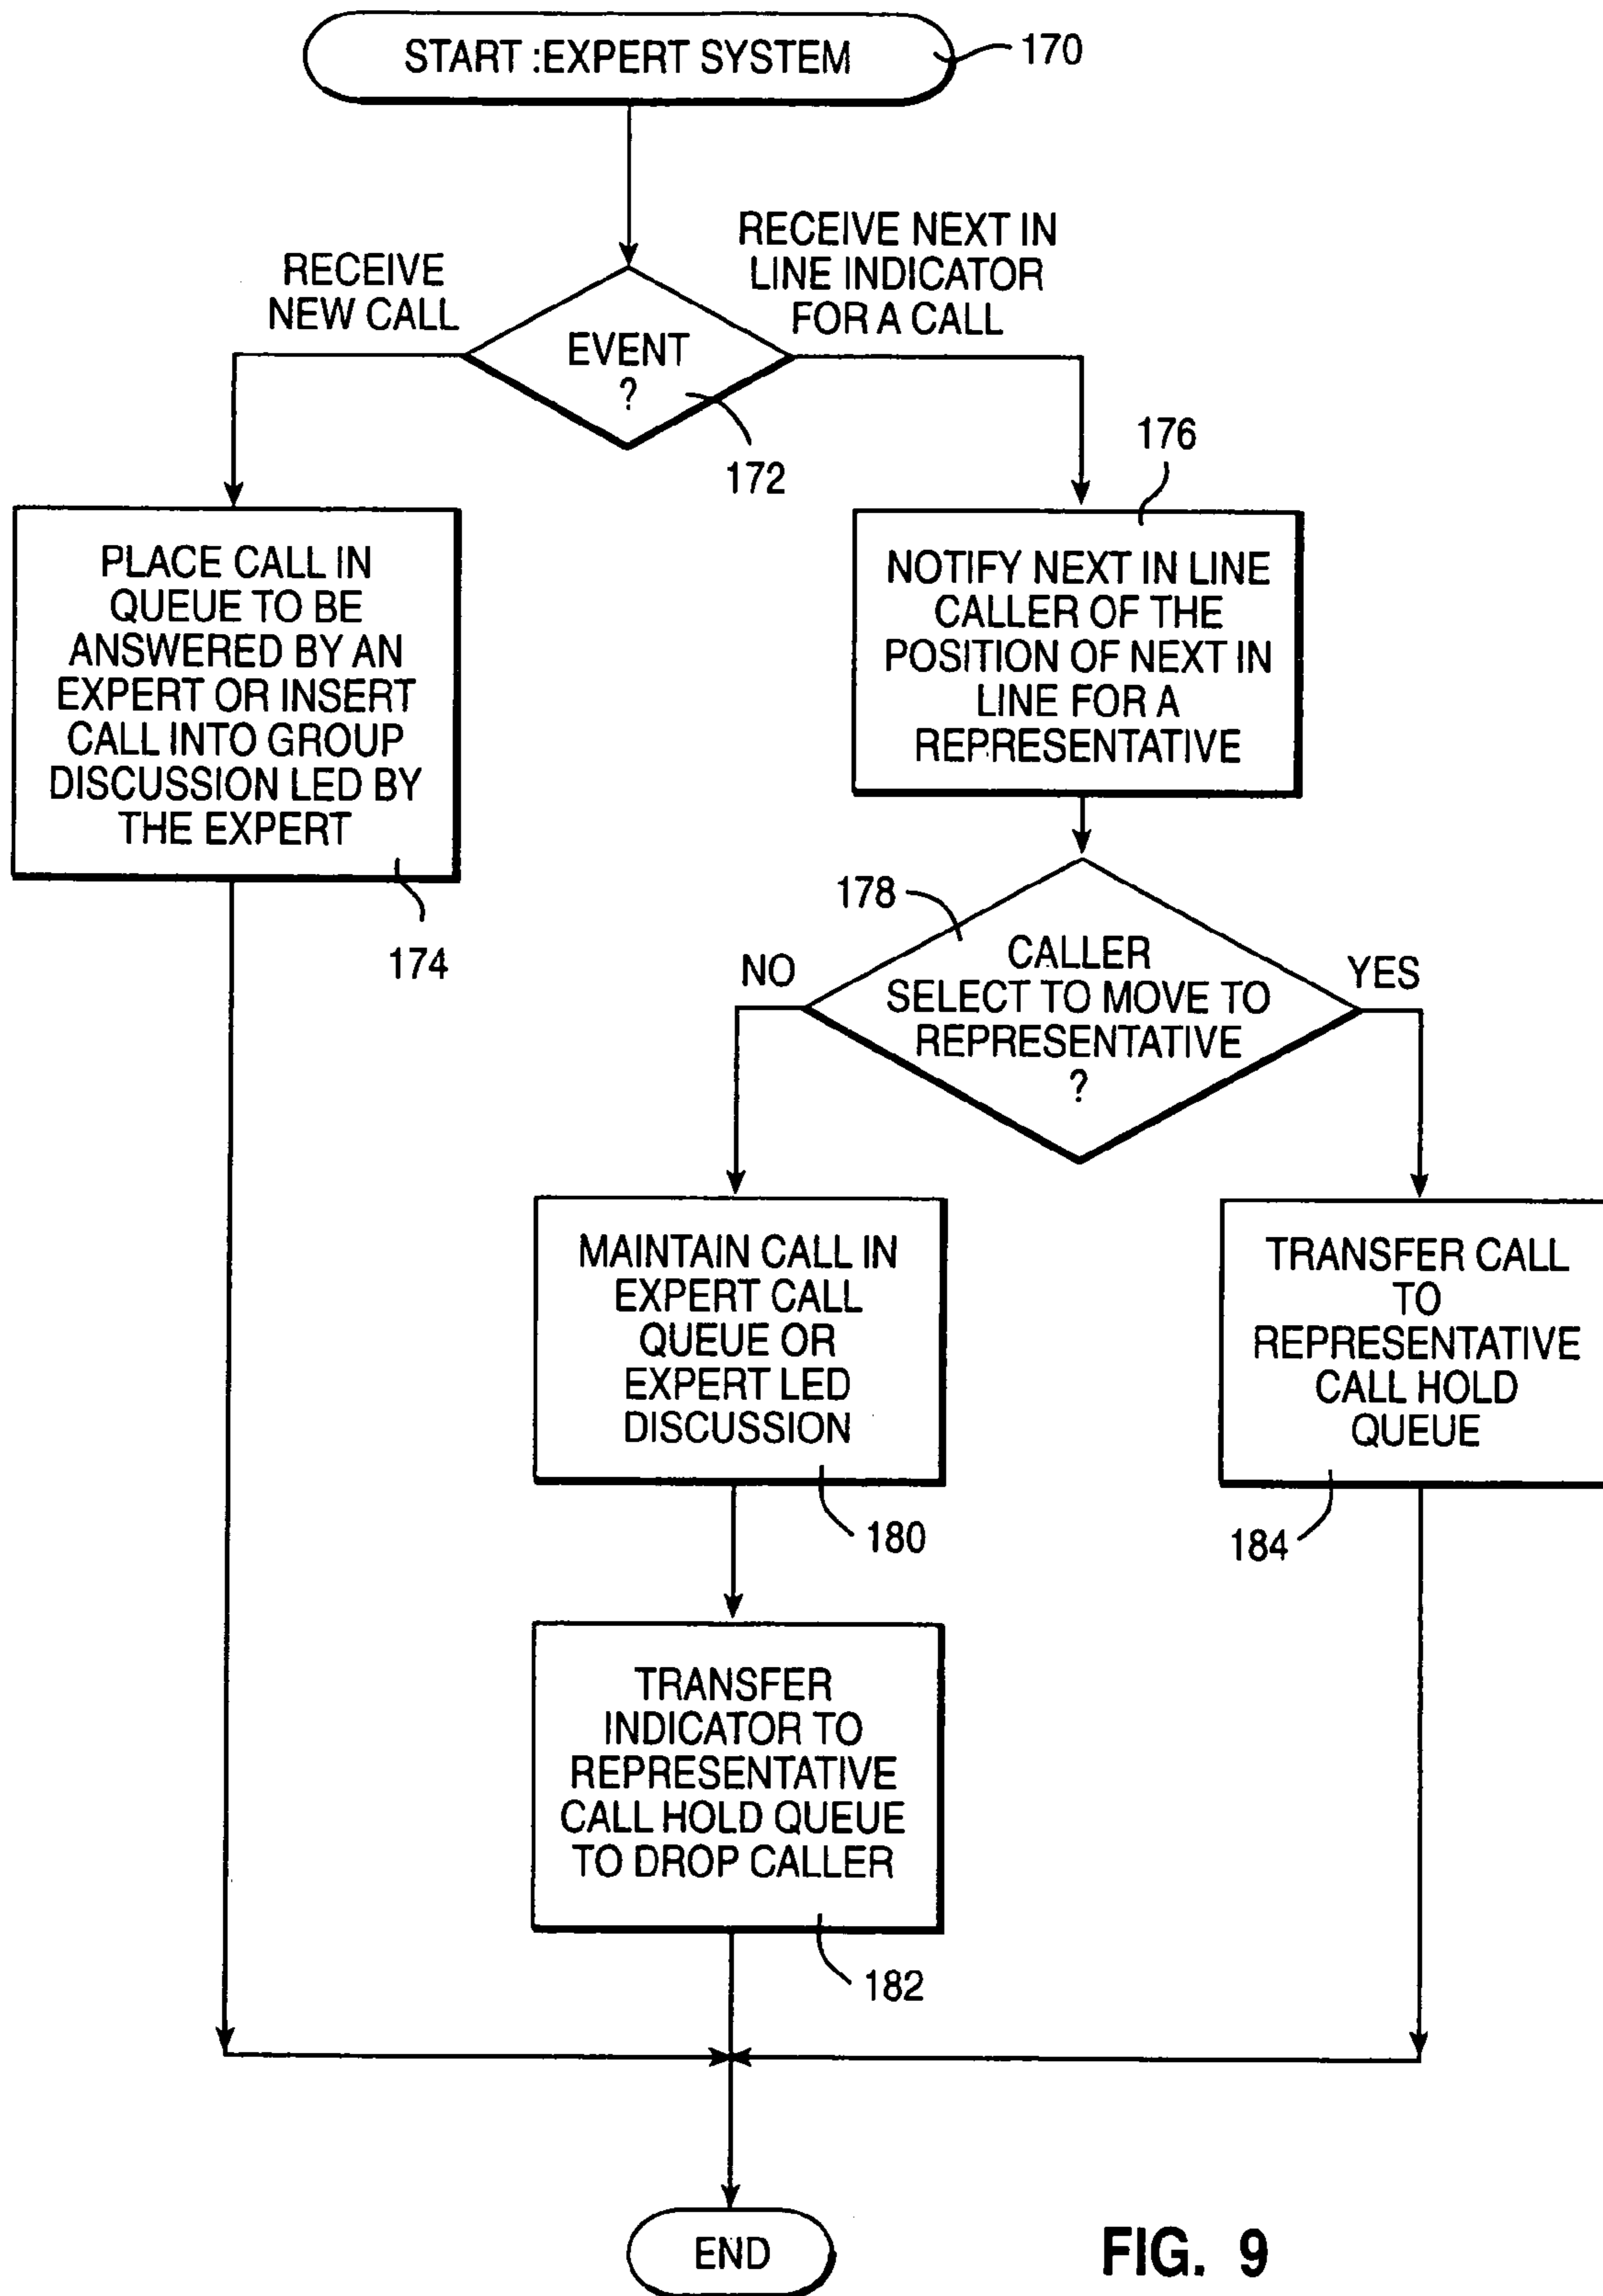 START :EXPERT SYSTEM
170
RECEIVE
NEW CALL
RECEIVE NEXT IN
LINE INDICATOR
FOR A CALL
EVENT
?
172
176
PLACE CALL IN
QUEUE TO BE
ANSWERED BY AN
EXPERT OR INSERT
CALL INTO GROUP
DISCUSSION LED BY
THE EXPERT
174
NOTIFY NEXT IN LINE
CALLER OF THE
POSITION OF NEXT IN
LINE FOR A
REPRESENTATIVE
178
CALLER
SELECT TO MOVE TO
REPRESENTATIVE
?
NO
YES
MAINTAIN CALL IN
EXPERT CALL
QUEUE OR
EXPERT LED
DISCUSSION
180
TRANSFER CALL
TO
REPRESENTATIVE
CALL HOLD
QUEUE
184
TRANSFER
INDICATOR TO
REPRESENTATIVE
CALL HOLD QUEUE
TO DROP CALLER
182
END
FIG. 9